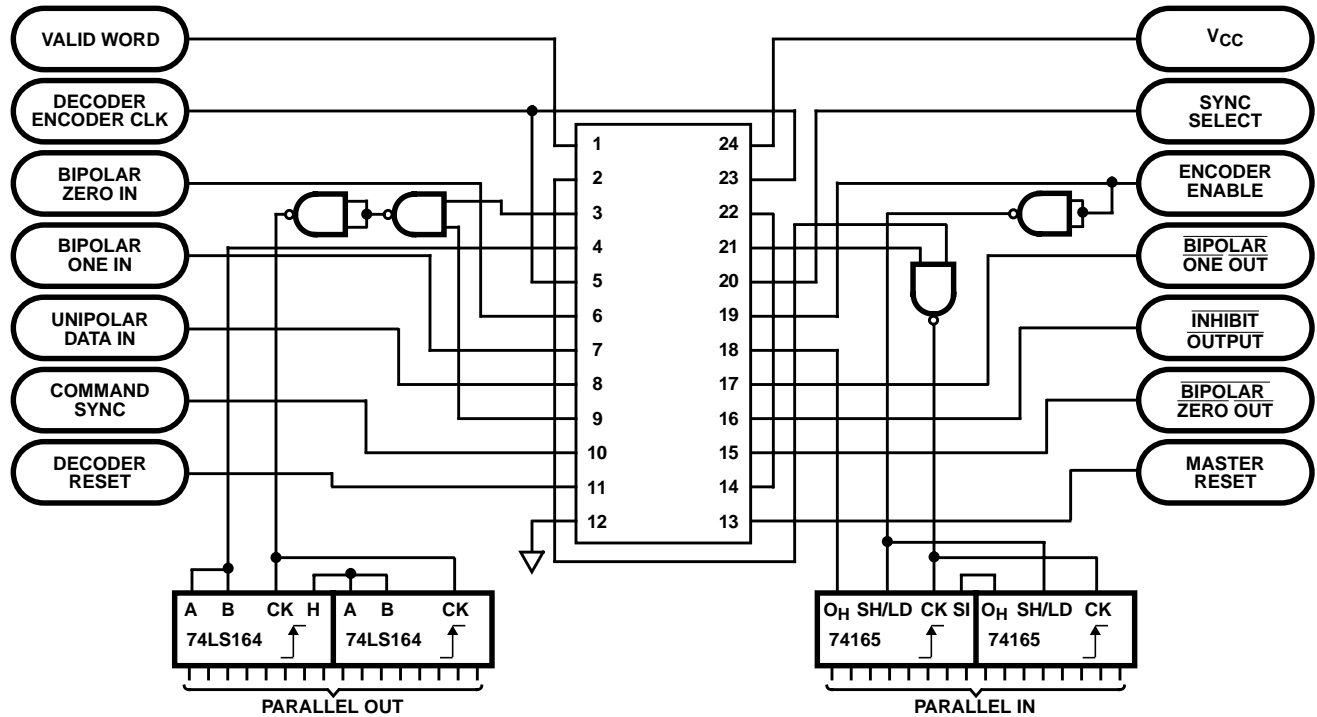 VALID WORD
DECODER
ENCODER CLK
BIPOLAR
ZERO IN
BIPOLAR
ONE IN
UNIPOLAR
DATA IN
COMMAND
SYNC
DECODER
RESET
1
2
3
4
5
6
7
8
9
10
11
12
24
23
22
21
20
19
18
17
16
15
14
13
VCC
SYNC
SELECT
ENCODER
ENABLE
BIPOLAR
ONE OUT
INHIBIT
OUTPUT
BIPOLAR
ZERO OUT
MASTER
RESET
A B CK H A B CK
74LS164 74LS164
PARALLEL OUT
OH SH/LD CK SI OH SH/LD CK
74165 74165
PARALLEL IN